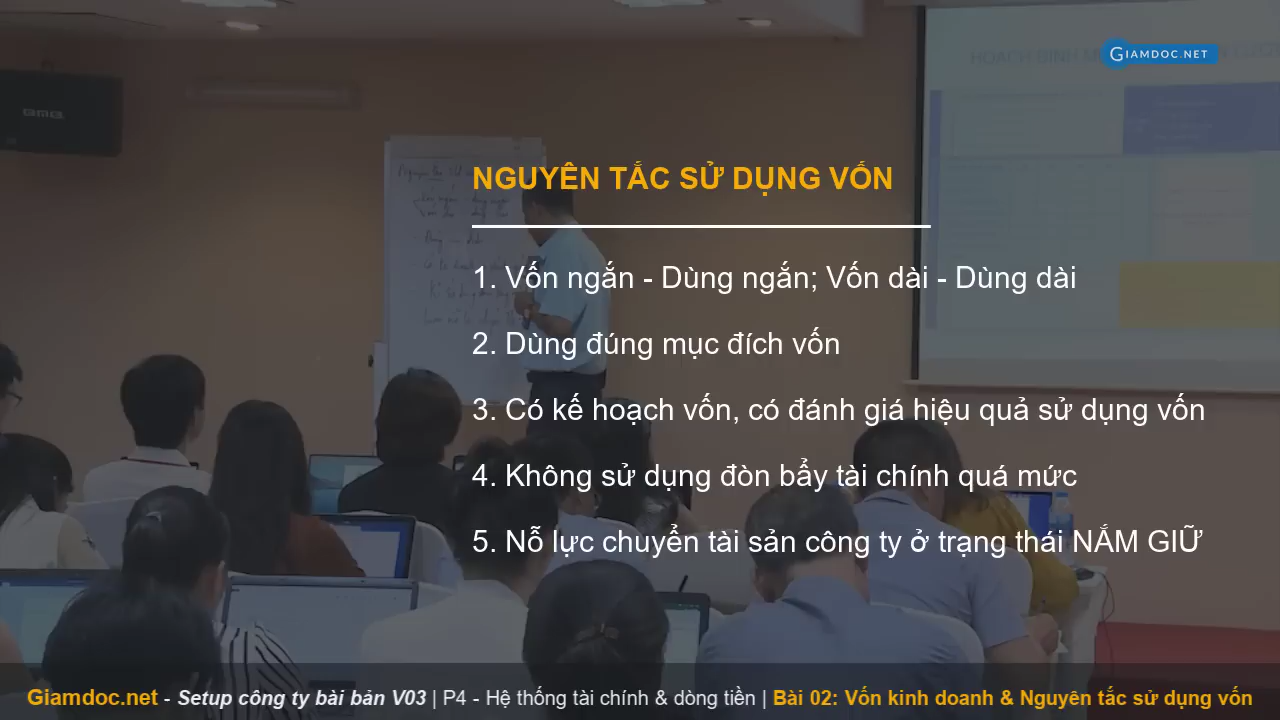 GIAMDOC.NET
NGUYÊN TẮC SỬ DỤNG VỐN
1. Vốn ngắn - Dùng ngắn; Vốn dài - Dùng dài
2. Dùng đúng mục đích vốn
3. Có kế hoạch vốn, có đánh giá hiệu quả sử dụng vốn
4. Không sử dụng đòn bẩy tài chính quá mức
5. Nỗ lực chuyển tài sản công ty ở trạng thái NẮM GIỮ
Giamdoc.net - Setup công ty bài bản V03 | P4 - Hệ thống tài chính & dòng tiền | Bài 02: Vốn kinh doanh & Nguyên tắc sử dụng vốn